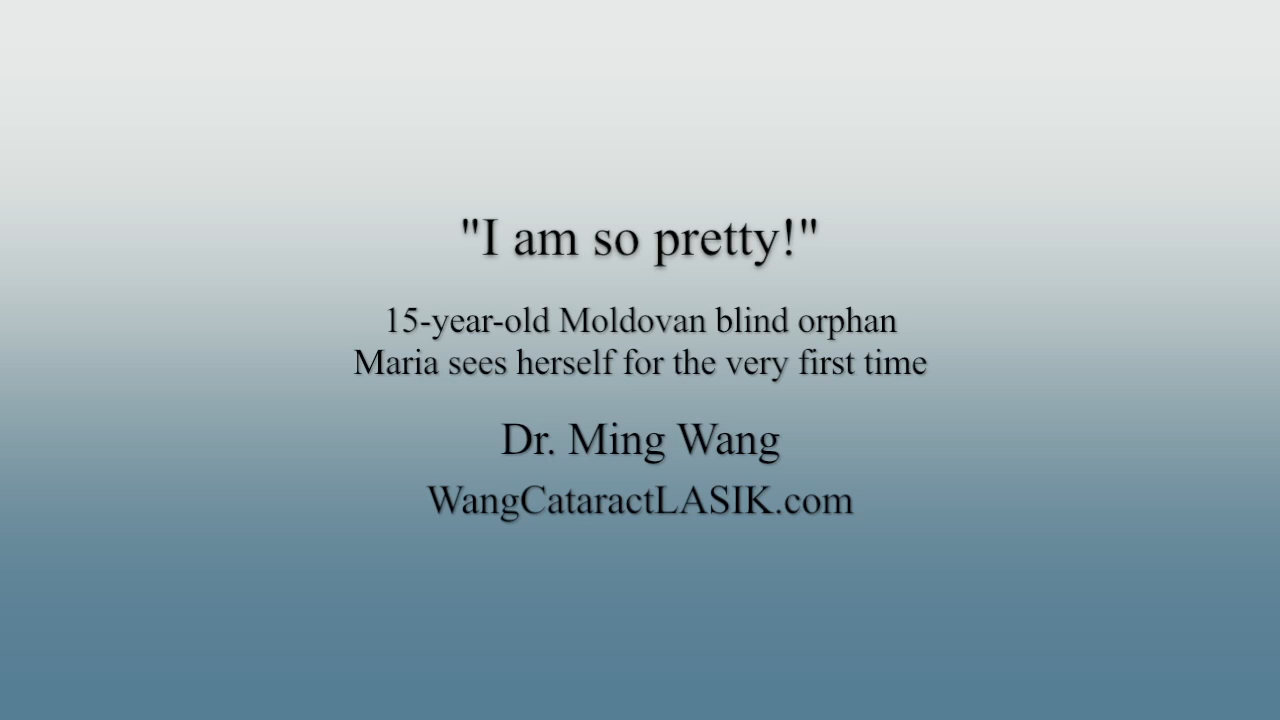 "I am so pretty!"
15-year-old Moldovan blind orphan
Maria sees herself for the very first time
Dr. Ming Wang
WangCataractLASIK.com